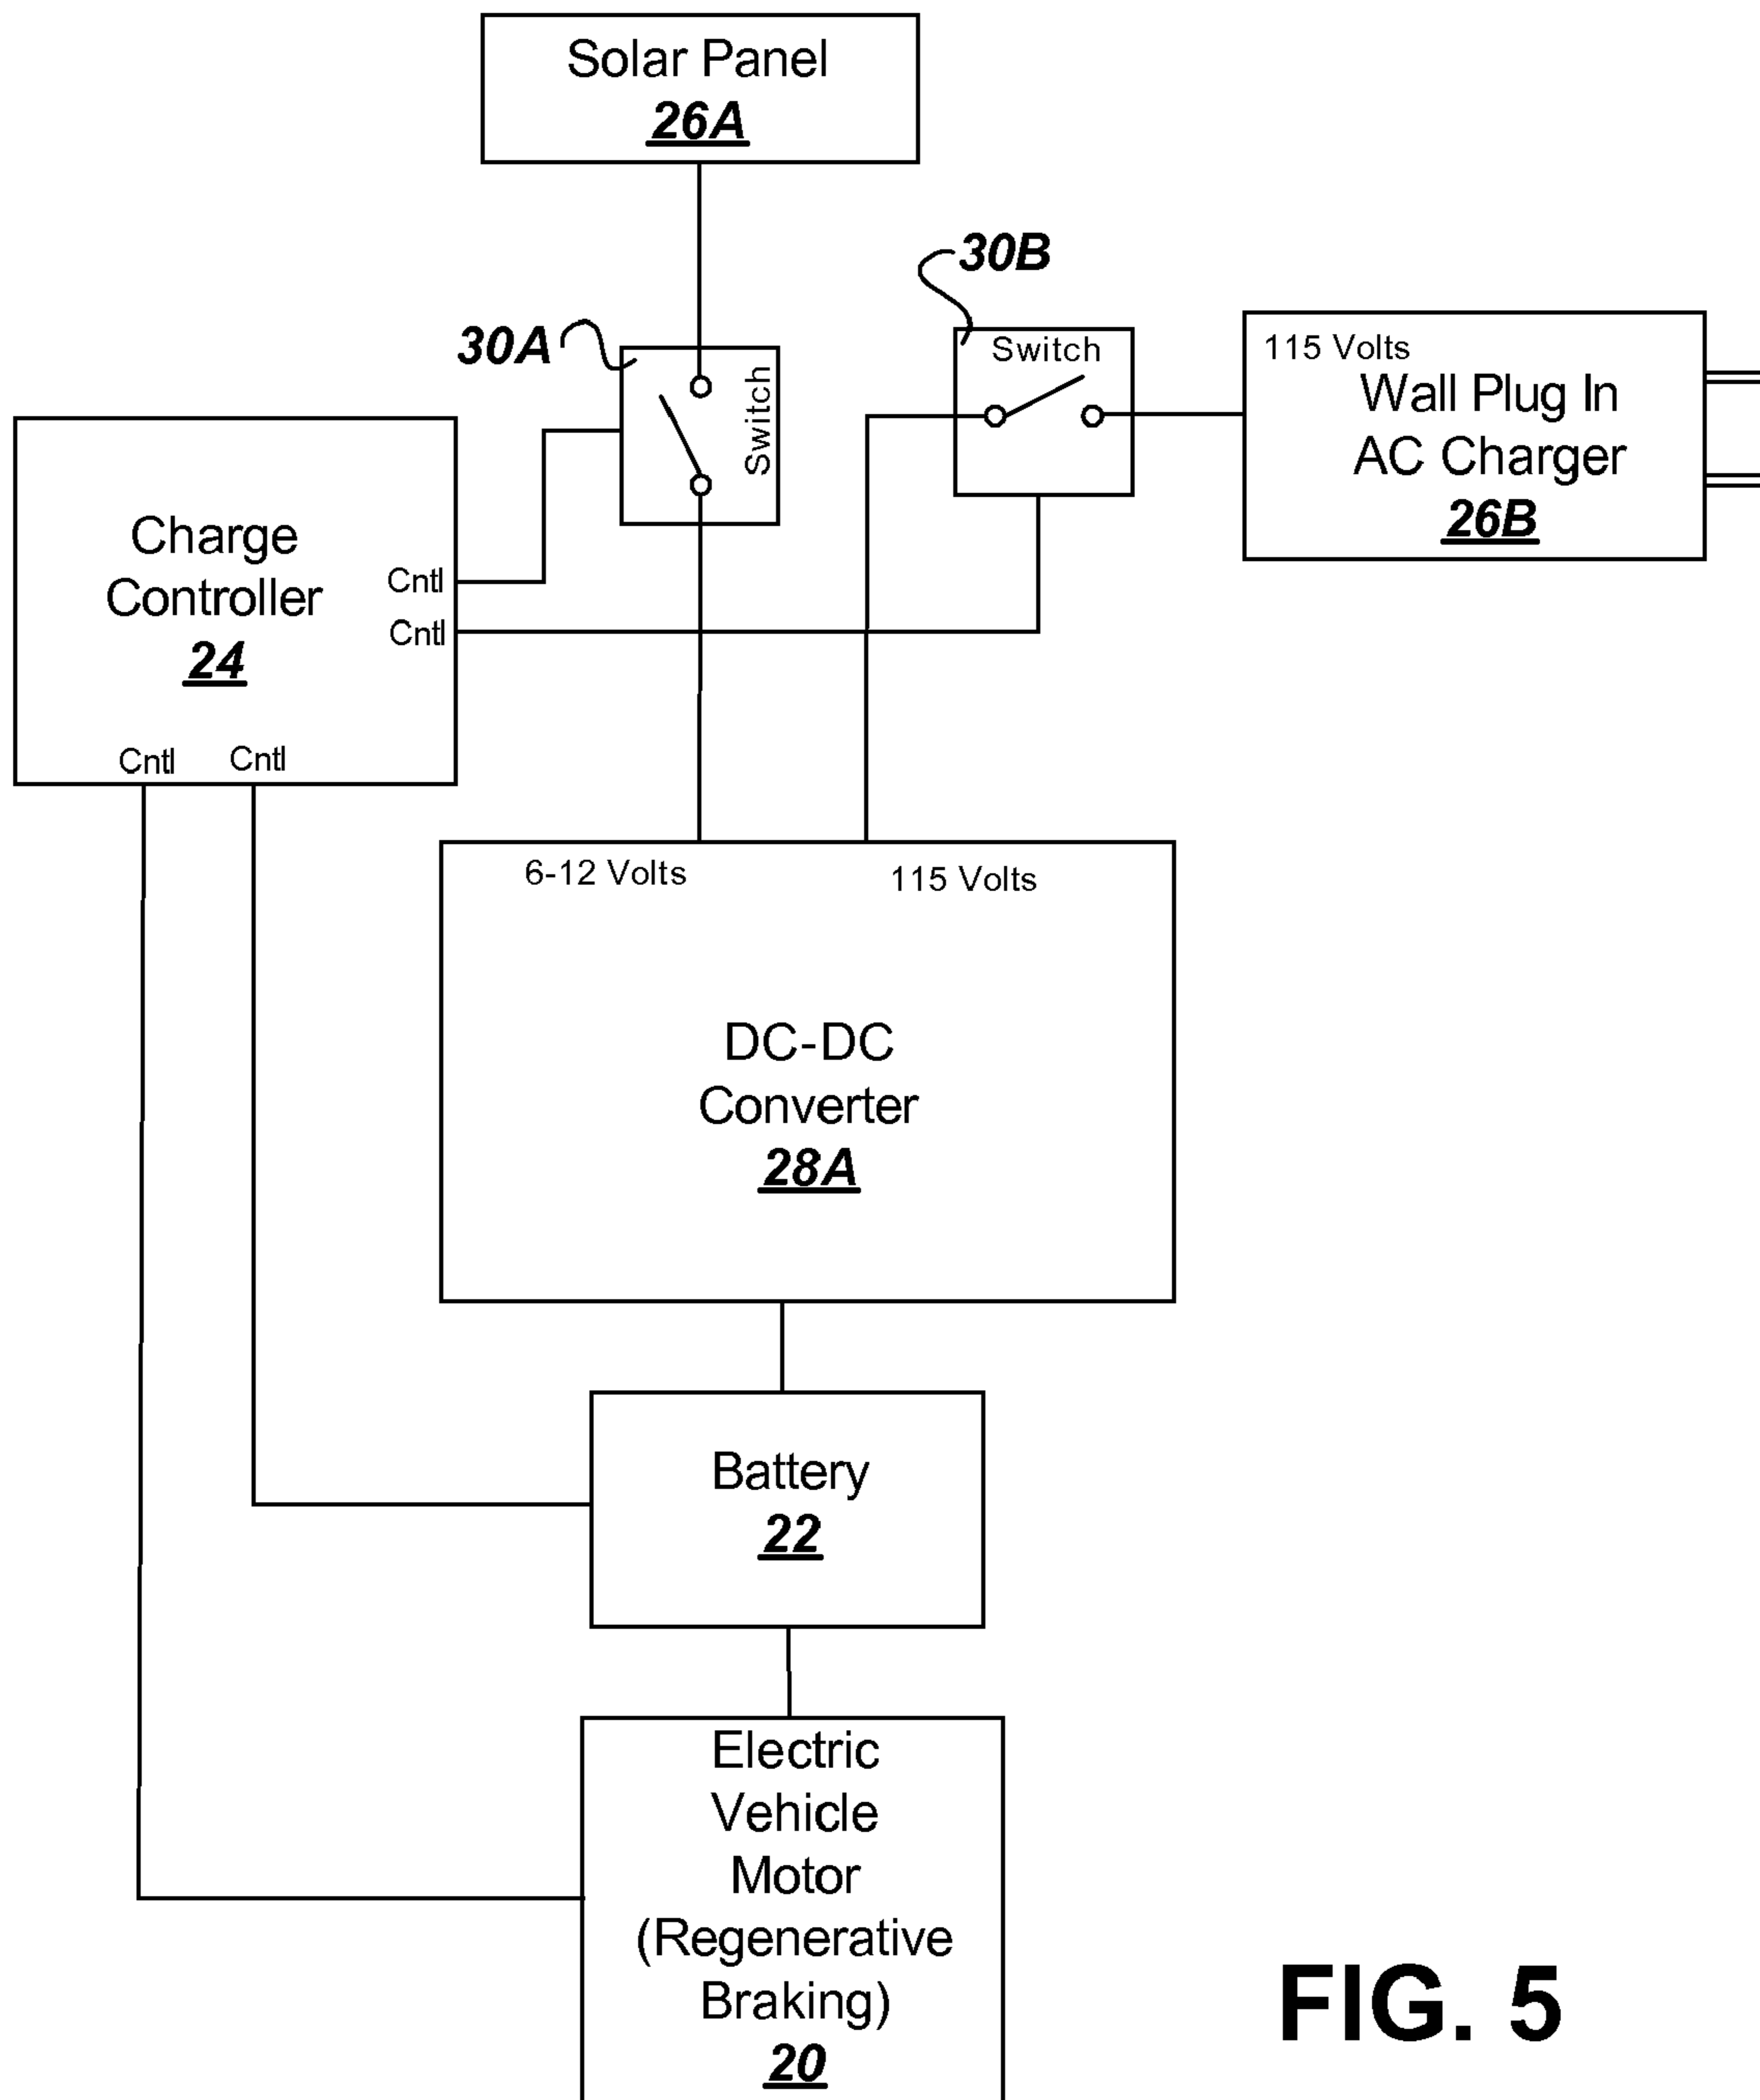 Solar Panel
26A
30B
30A
Switch
Switch
115 Volts
Wall Plug In
AC Charger
26B
Charge
Controller
24
Cntl
Cntl
Cntl
Cntl
6-12 Volts
115 Volts
DC-DC
Converter
28A
Battery
22
Electric
Vehicle
Motor
(Regenerative
Braking)
20
FIG. 5